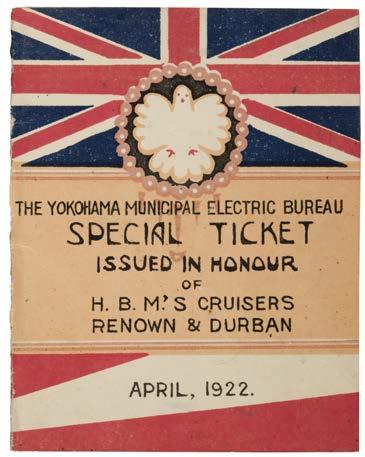 THE YOKOHAMA MUNICIPAL ELECTRIC BUREAU
SPECIAL TICKET
ISSUED IN HONOUR
OF
H. B. M.'S CRUISERS
RENOWN & DURBAN
APRIL, 1922.